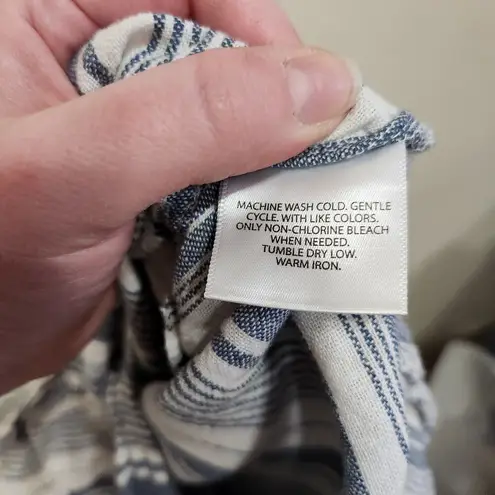 MACHINE WASH COLD. GENTLE
CYCLE. WITH LIKE COLORS.
ONLY NON-CHLORINE BLEACH
WHEN NEEDED.
TUMBLE DRY LOW.
WARM IRON.